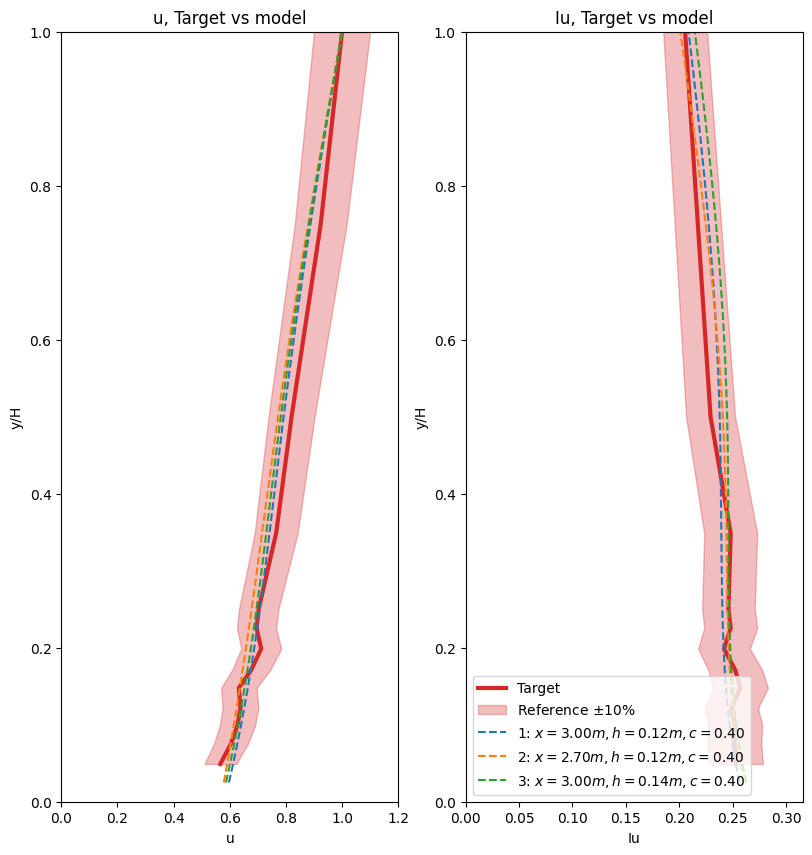 u, Target vs model
1.0
0.8
0.6
0.4
0.2
0.0
y/H
0.0 0.2 0.4 0.6 0.8 1.0 1.2
u
Iu, Target vs model
1.0
0.8
0.6
0.4
0.2
0.0
y/H
Target
Reference ±10%
1: x = 3.00m, h = 0.12m, c = 0.40
2: x = 2.70m, h = 0.12m, c = 0.40
3: x = 3.00m, h = 0.14m, c = 0.40
0.00 0.05 0.10 0.15 0.20 0.25 0.30
Iu